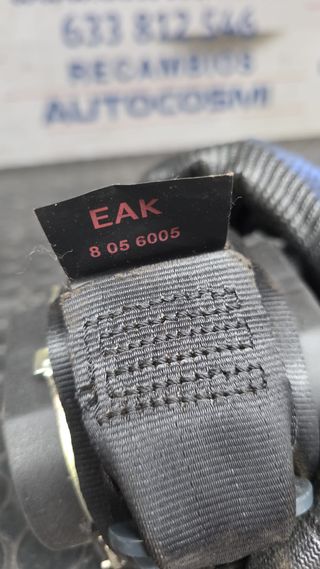 633 812 546
RECAMBIOS
AUTOCOSMI
EAK
8 05 6005